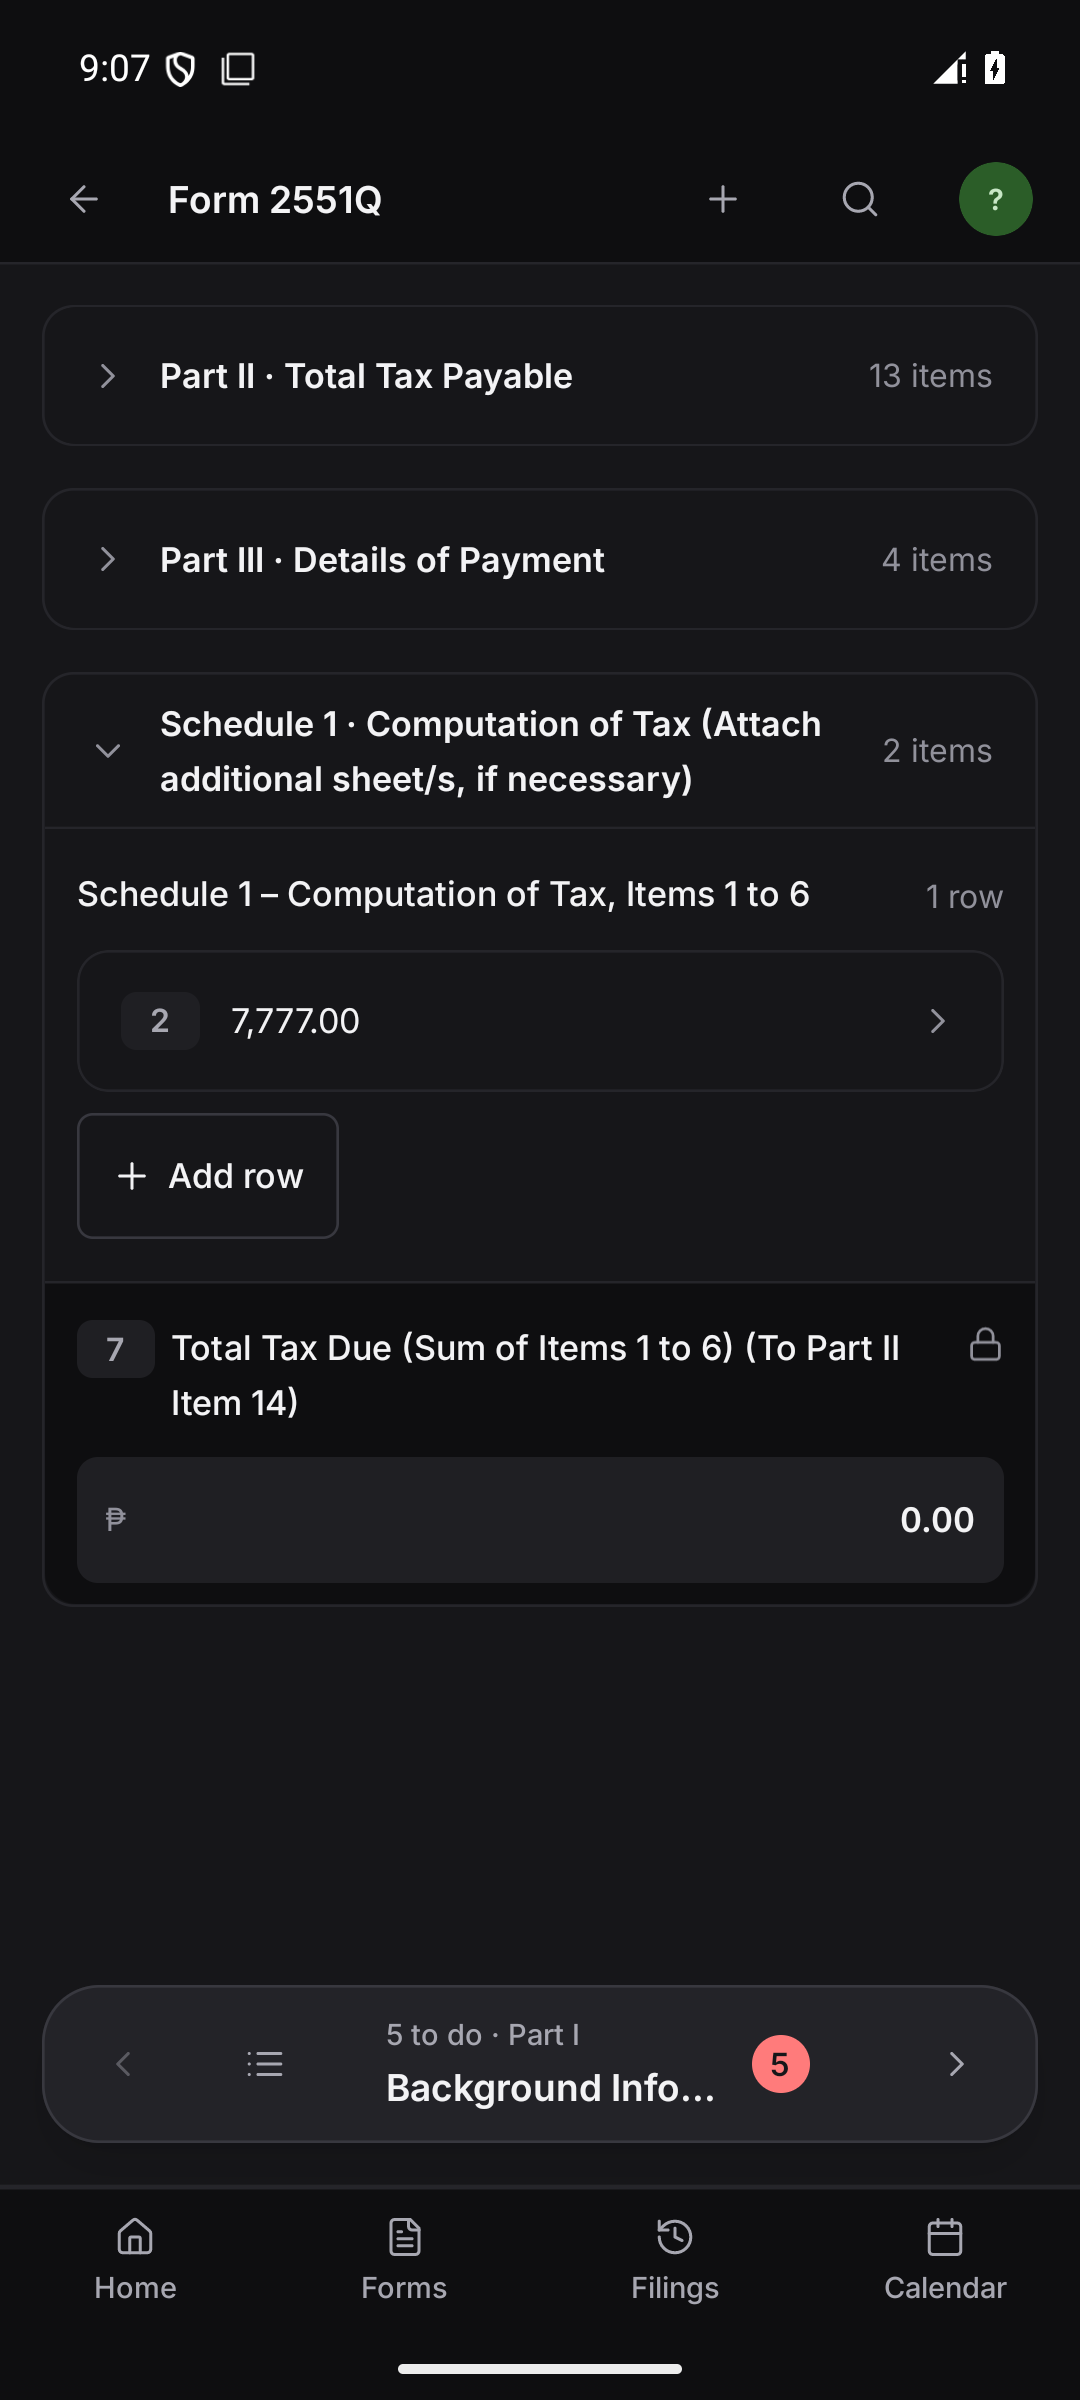 9:07
Form 2551Q
?
Part II · Total Tax Payable
13 items
Part III · Details of Payment
4 items
Schedule 1 · Computation of Tax (Attach
additional sheet/s, if necessary)
2 items
Schedule 1 – Computation of Tax, Items 1 to 6
1 row
2
7,777.00
Add row
7
Total Tax Due (Sum of Items 1 to 6) (To Part II
Item 14)
₱
0.00
5 to do · Part I
Background Info...
5
Home
Forms
Filings
Calendar